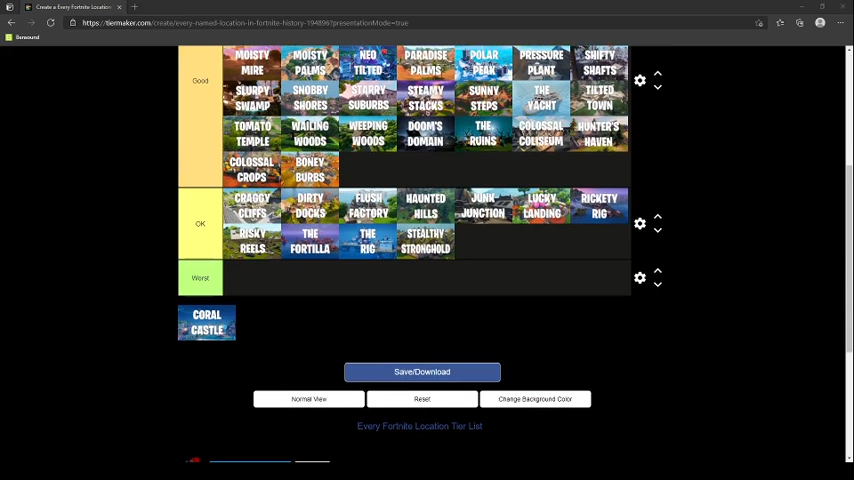 Create a Every Fortnite Location
https://tiermaker.com/create/every-named-location-in-fortnite-history-194896?presentationMode=true
Good
MOISTY MIRE
MOISTY PALMS
NEO TILTED
PARADISE PALMS
POLAR PEAK
PRESSURE PLANT
SHIFTY SHAFTS
SLURPY SWAMP
SNOBBY SHORES
STARRY SUBURBS
STEAMY STACKS
SUNNY STEPS
THE YACHT
TILTED TOWN
TOMATO TEMPLE
WAILING WOODS
WEEPING WOODS
DOOM'S DOMAIN
THE RUINS
COLOSSAL COLISEUM
HUNTER'S HAVEN
COLOSSAL CROPS
BONEY BURBS
OK
CRAGGY CLIFFS
DIRTY DOCKS
FLUSH FACTORY
HAUNTED HILLS
JUNK JUNCTION
LUCKY LANDING
RICKETY RIG
RISKY REELS
THE FORTILLA
THE RIG
STEALTHY STRONGHOLD
Worst
CORAL CASTLE
Save/Download
Normal View
Reset
Change Background Color
Every Fortnite Location Tier List